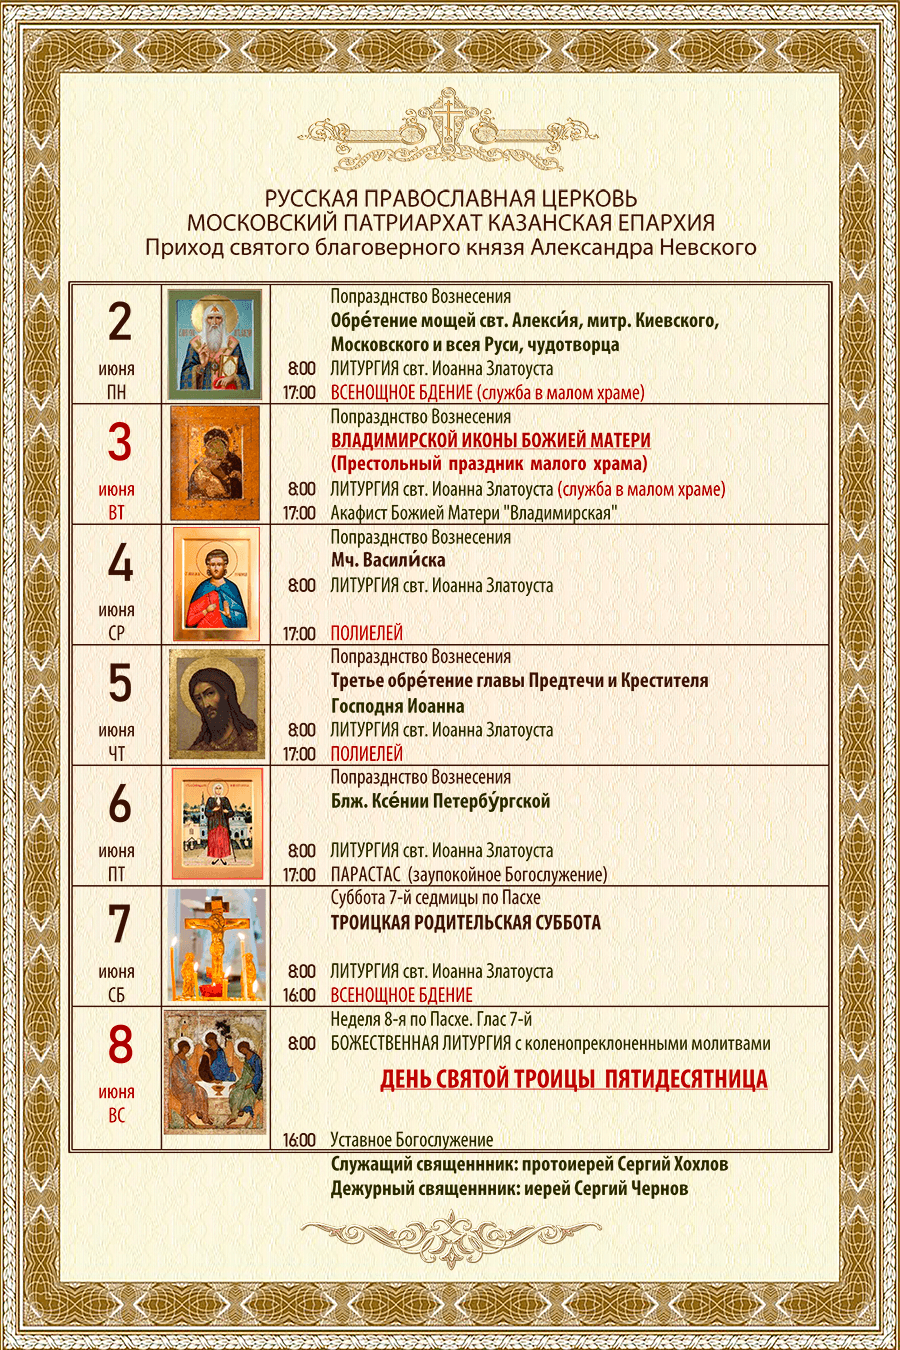 РУССКАЯ ПРАВОСЛАВНАЯ ЦЕРКОВЬ
МОСКОВСКИЙ ПАТРИАРХАТ КАЗАНСКАЯ ЕПАРХИЯ
Приход святого благоверного князя Александра Невского
2
июня
ПН
Попразднство Вознесения
Обре́тение мощей свт. Алекси́я, митр. Киевского,
Московского и всея Руси, чудотворца
8:00 ЛИТУРГИЯ свт. Иоанна Златоуста
17:00 ВСЕНОЩНОЕ БДЕНИЕ (служба в малом храме)
3
июня
ВТ
Попразднство Вознесения
ВЛАДИМИРСКОЙ ИКОНЫ БОЖИЕЙ МАТЕРИ
(Престольный праздник малого храма)
8:00 ЛИТУРГИЯ свт. Иоанна Златоуста (служба в малом храме)
17:00 Акафист Божией Матери "Владимирская"
4
июня
СР
Попразднство Вознесения
Мч. Васили́ска
8:00 ЛИТУРГИЯ свт. Иоанна Златоуста
17:00 ПОЛИЕЛЕЙ
5
июня
ЧТ
Попразднство Вознесения
Третье обре́тение главы Предтечи и Крестителя
Господня Иоанна
8:00 ЛИТУРГИЯ свт. Иоанна Златоуста
17:00 ПОЛИЕЛЕЙ
6
июня
ПТ
Попразднство Вознесения
Блж. Ксе́нии Петербу́ргской
8:00 ЛИТУРГИЯ свт. Иоанна Златоуста
17:00 ПАРАСТАС (заупокойное Богослужение)
7
июня
СБ
Суббота 7-й седмицы по Пасхе
ТРОИЦКАЯ РОДИТЕЛЬСКАЯ СУББОТА
8:00 ЛИТУРГИЯ свт. Иоанна Златоуста
16:00 ВСЕНОЩНОЕ БДЕНИЕ
8
июня
ВС
Неделя 8-я по Пасхе. Глас 7-й
8:00 БОЖЕСТВЕННАЯ ЛИТУРГИЯ с коленопреклоненными молитвами
ДЕНЬ СВЯТОЙ ТРОИЦЫ ПЯТИДЕСЯТНИЦА
16:00 Уставное Богослужение
Служащий священнник: протоиерей Сергий Хохлов
Дежурный священнник: иерей Сергий Чернов